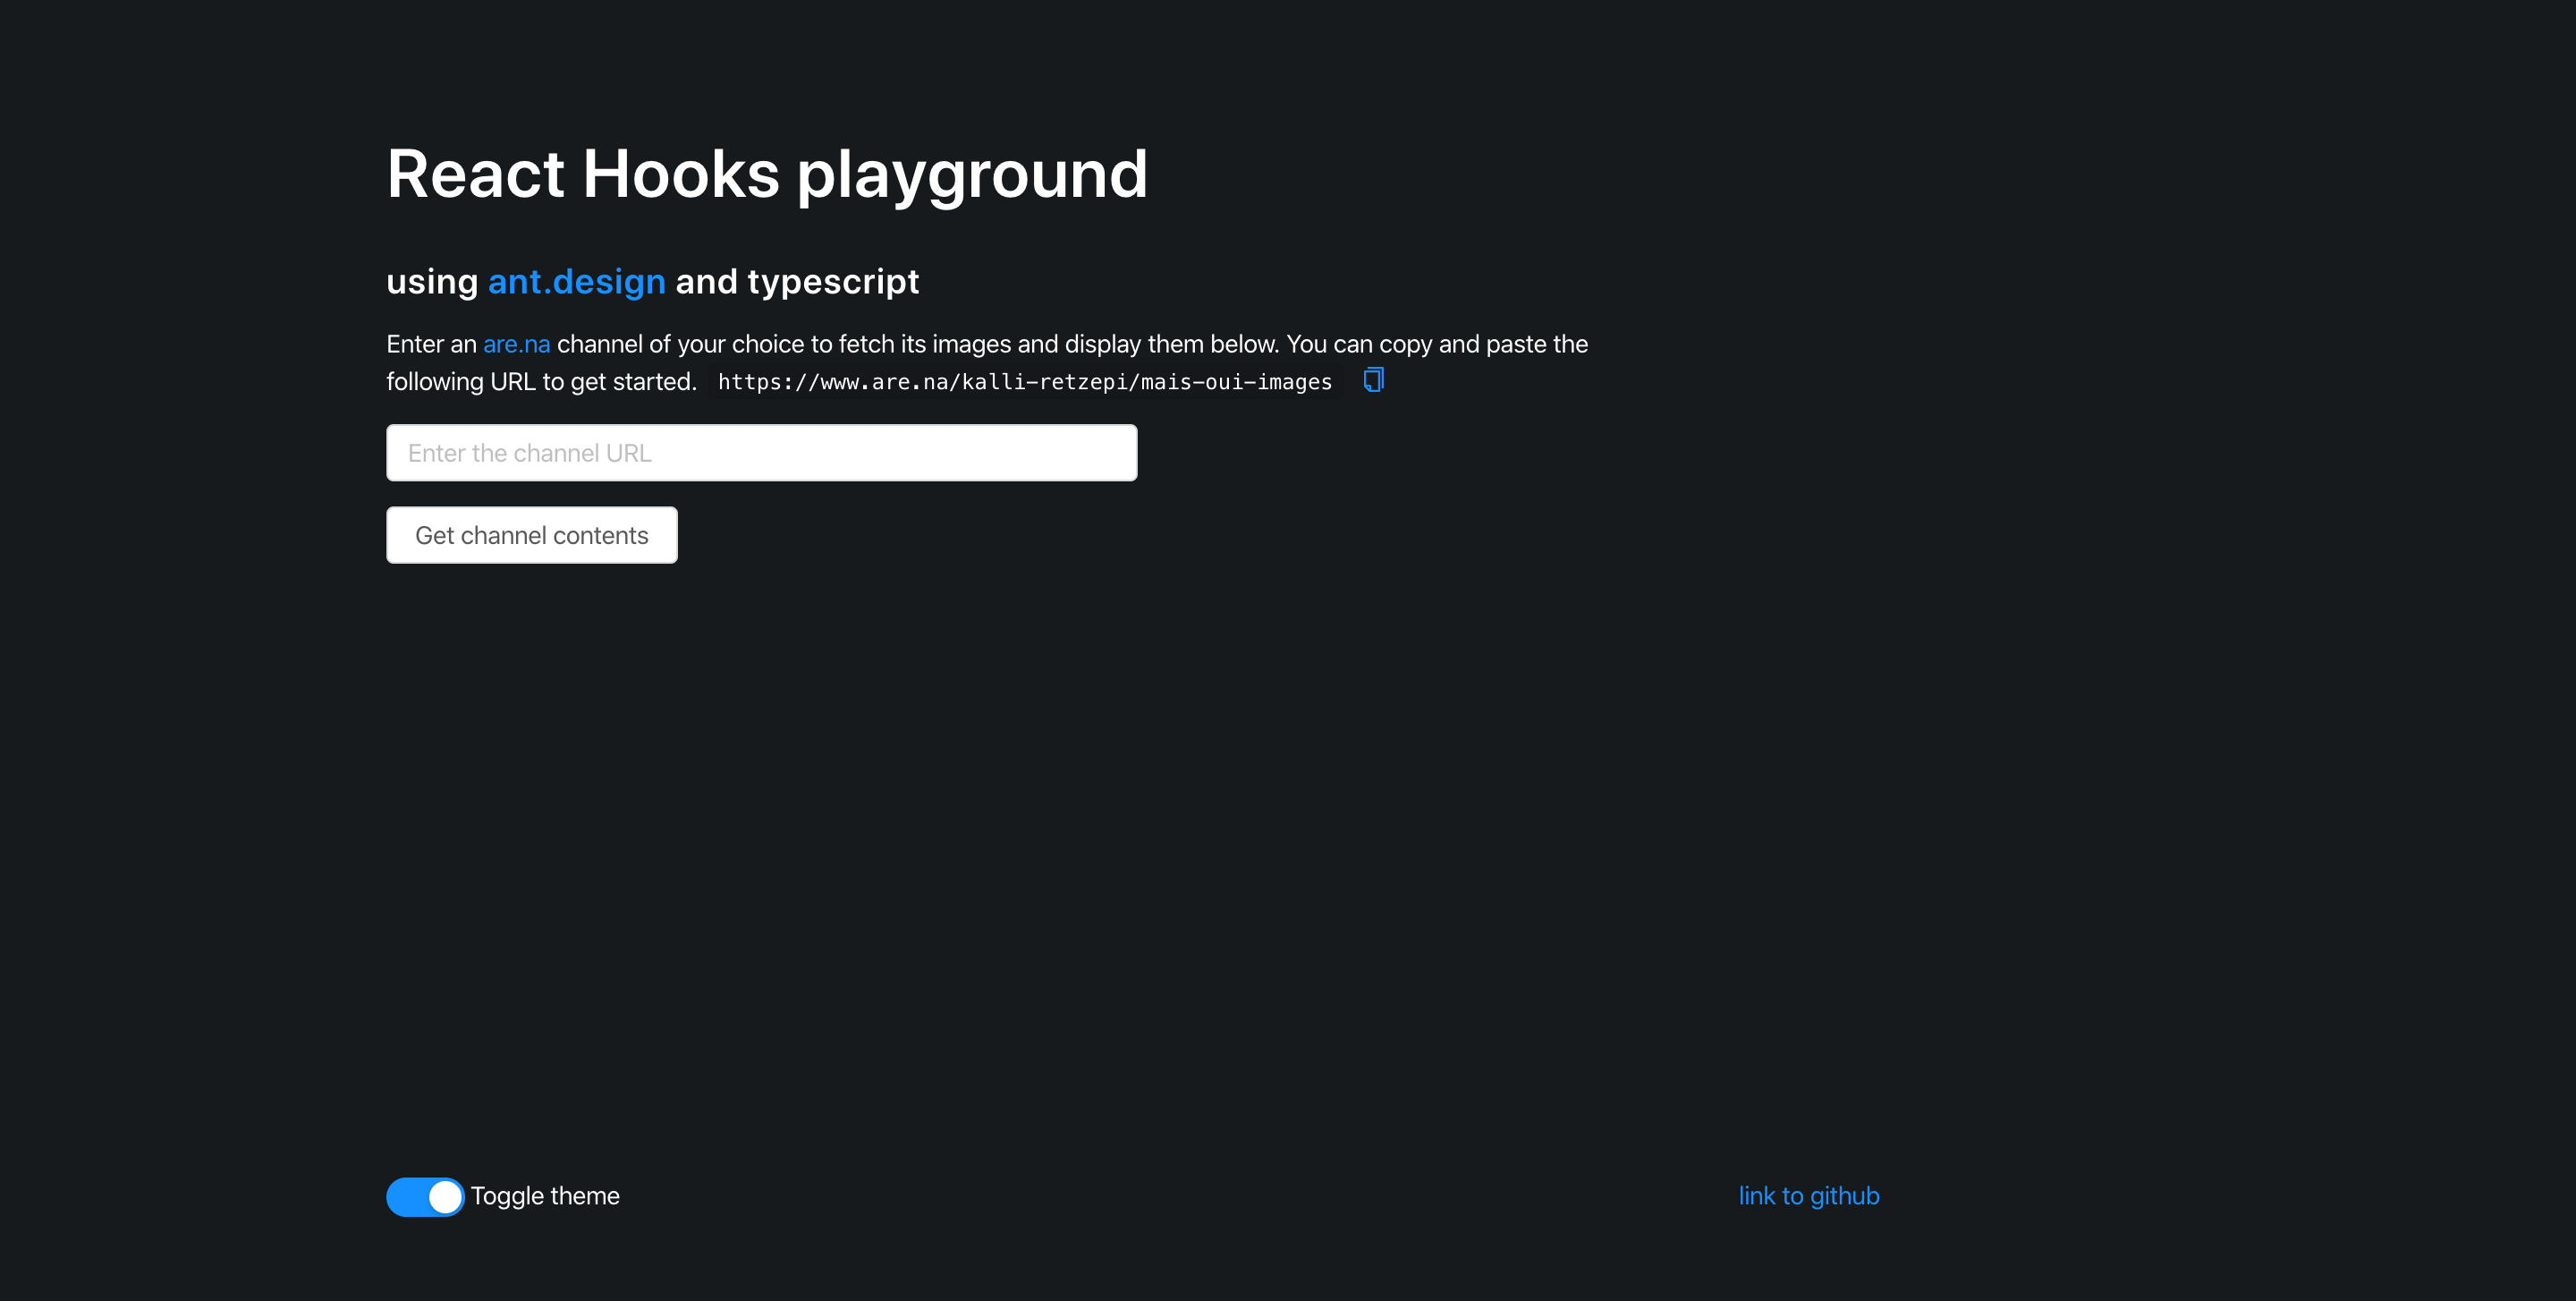 React Hooks playground
using ant.design and typescript
Enter an are.na channel of your choice to fetch its images and display them below. You can copy and paste the
following URL to get started. https://www.are.na/kalli-retzepi/mais-oui-images
Enter the channel URL
Get channel contents
Toggle theme
link to github